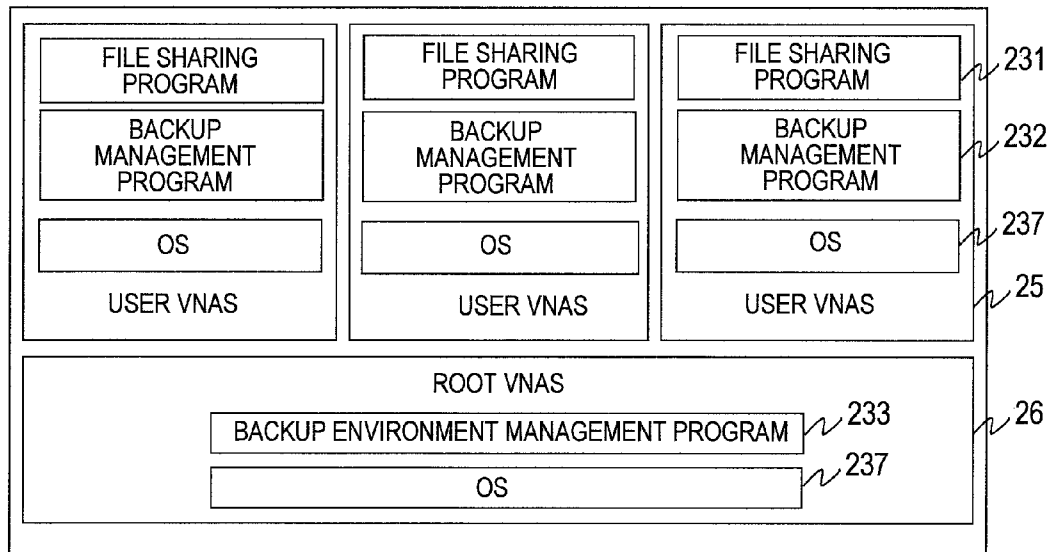 FILE SHARING
PROGRAM
BACKUP
MANAGEMENT
PROGRAM
OS
USER VNAS
FILE SHARING
PROGRAM
BACKUP
MANAGEMENT
PROGRAM
OS
USER VNAS
FILE SHARING
PROGRAM
231
BACKUP
MANAGEMENT
PROGRAM
232
OS
237
USER VNAS
25
ROOT VNAS
26
BACKUP ENVIRONMENT MANAGEMENT PROGRAM
233
OS
237